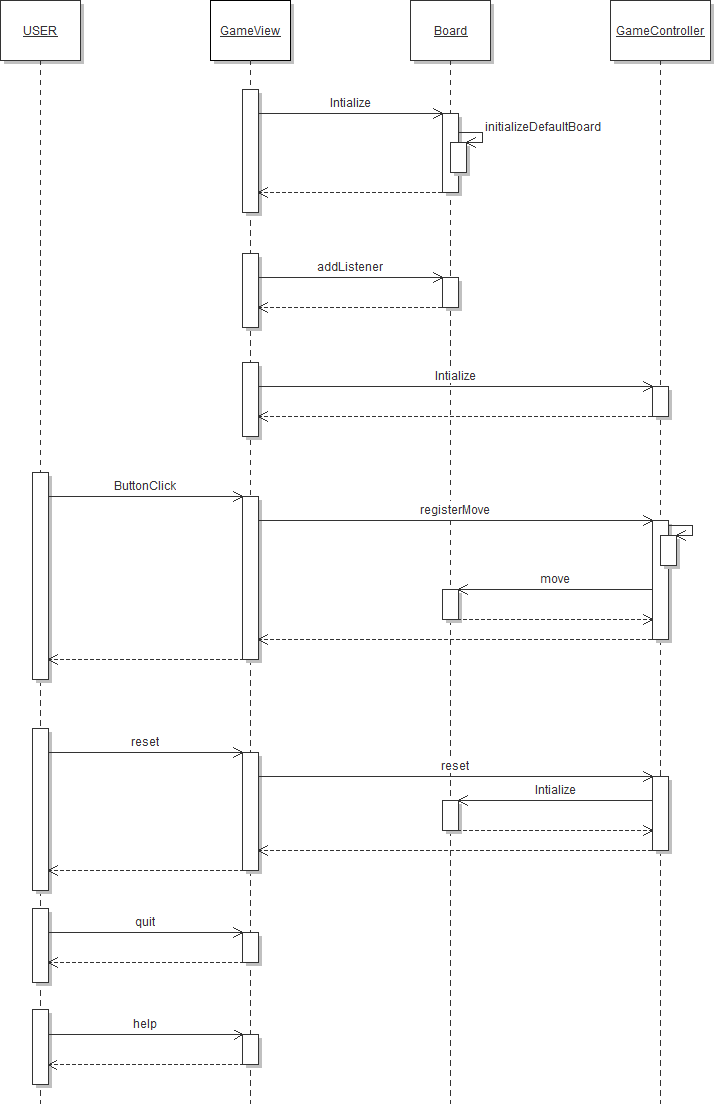 USER
GameView
Board
GameController
Intialize
initializeDefaultBoard
addListener
Intialize
ButtonClick
registerMove
move
reset
reset
Intialize
quit
help